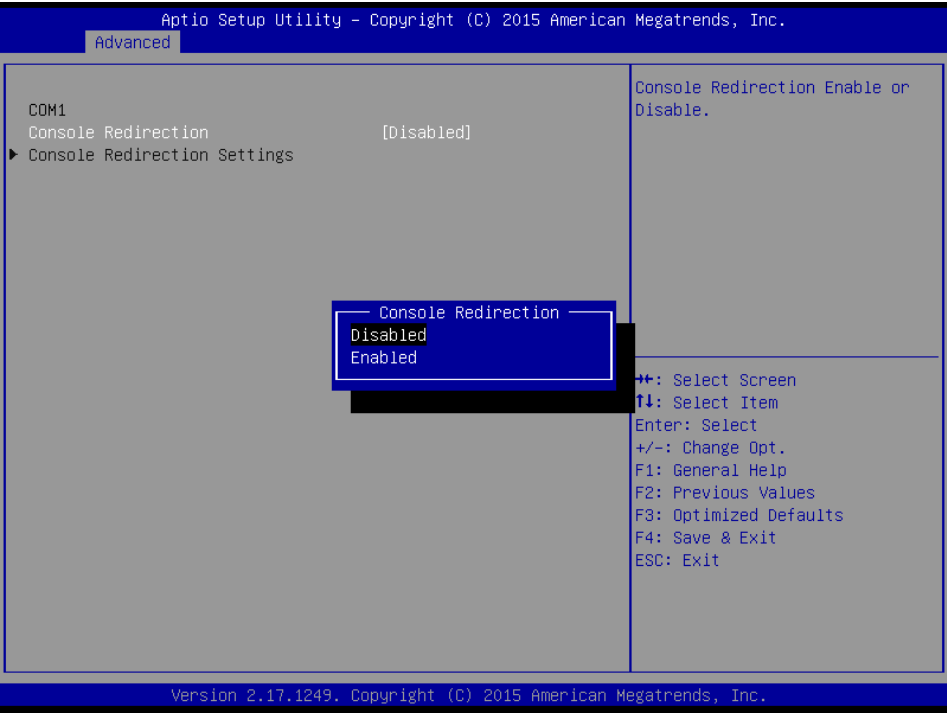 Aptio Setup Utility – Copyright (C) 2015 American Megatrends, Inc.
Advanced
COM1
Console Redirection [Disabled]
Console Redirection Settings
Console Redirection Enable or
Disable.
Console Redirection
Disabled
Enabled
→←: Select Screen
↑↓: Select Item
Enter: Select
+/-: Change Opt.
F1: General Help
F2: Previous Values
F3: Optimized Defaults
F4: Save & Exit
ESC: Exit
Version 2.17.1249. Copyright (C) 2015 American Megatrends, Inc.